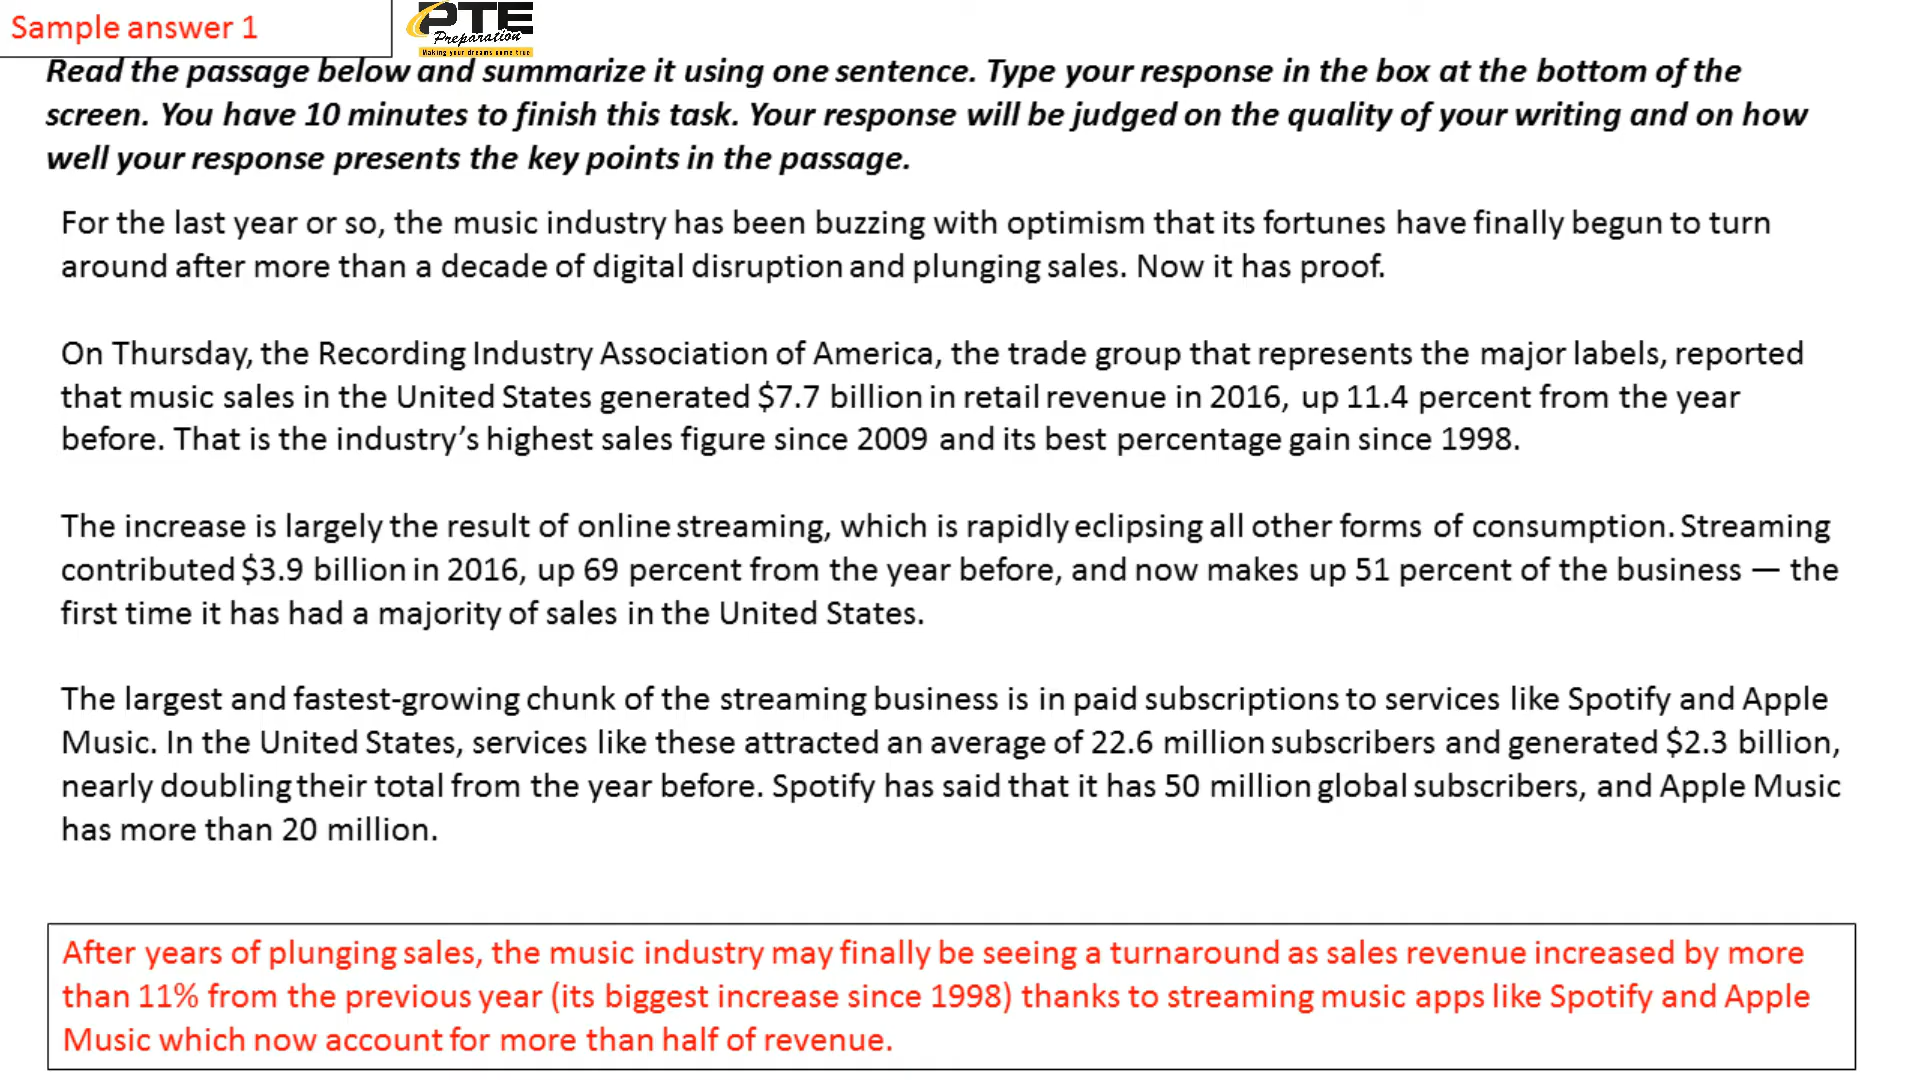 Sample answer 1
PTE
Preparation
Making your dreams come true
Read the passage below and summarize it using one sentence. Type your response in the box at the bottom of the
screen. You have 10 minutes to finish this task. Your response will be judged on the quality of your writing and on how
well your response presents the key points in the passage.
For the last year or so, the music industry has been buzzing with optimism that its fortunes have finally begun to turn
around after more than a decade of digital disruption and plunging sales. Now it has proof.
On Thursday, the Recording Industry Association of America, the trade group that represents the major labels, reported
that music sales in the United States generated $7.7 billion in retail revenue in 2016, up 11.4 percent from the year
before. That is the industry’s highest sales figure since 2009 and its best percentage gain since 1998.
The increase is largely the result of online streaming, which is rapidly eclipsing all other forms of consumption. Streaming
contributed $3.9 billion in 2016, up 69 percent from the year before, and now makes up 51 percent of the business — the
first time it has had a majority of sales in the United States.
The largest and fastest-growing chunk of the streaming business is in paid subscriptions to services like Spotify and Apple
Music. In the United States, services like these attracted an average of 22.6 million subscribers and generated $2.3 billion,
nearly doubling their total from the year before. Spotify has said that it has 50 million global subscribers, and Apple Music
has more than 20 million.
After years of plunging sales, the music industry may finally be seeing a turnaround as sales revenue increased by more
than 11% from the previous year (its biggest increase since 1998) thanks to streaming music apps like Spotify and Apple
Music which now account for more than half of revenue.